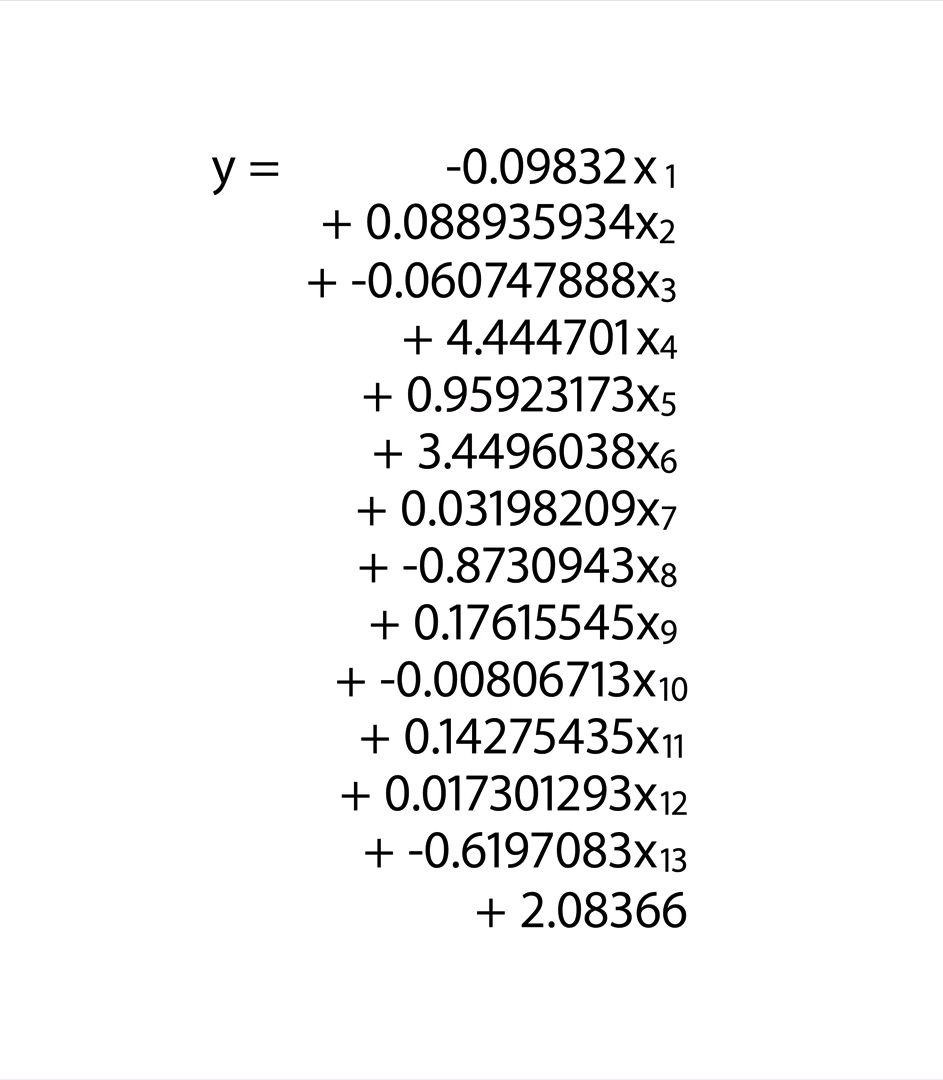 y = -0.09832x₁
+ 0.088935934x₂
+ -0.060747888x₃
+ 4.444701x₄
+ 0.95923173x₅
+ 3.4496038x₆
+ 0.03198209x₇
+ -0.8730943x₈
+ 0.17615545x₉
+ -0.00806713x₁₀
+ 0.14275435x₁₁
+ 0.017301293x₁₂
+ -0.6197083x₁₃
+ 2.08366